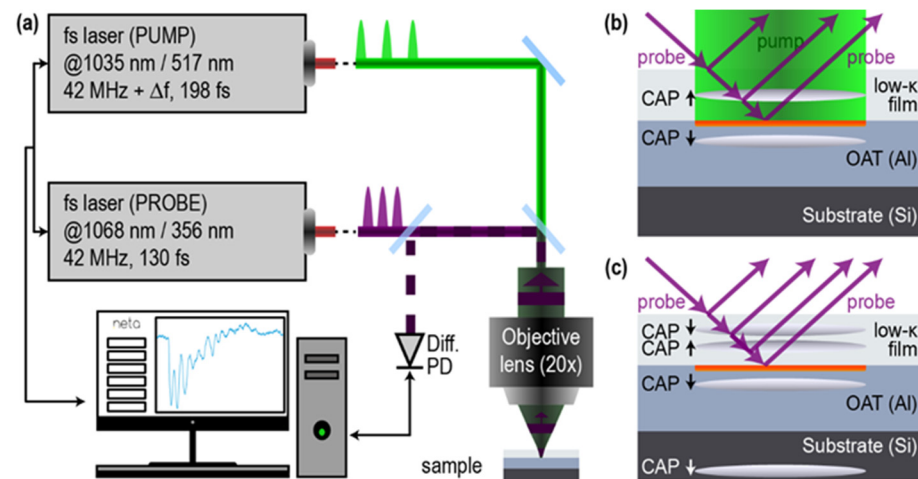 (a)
fs laser (PUMP)
@1035 nm / 517 nm
42 MHz + Δf, 198 fs
fs laser (PROBE)
@1068 nm / 356 nm
42 MHz, 130 fs
neta
Diff.
PD
Objective
lens (20x)
sample
(b)
probe
pump
probe
CAP
low-κ
film
CAP
OAT (Al)
Substrate (Si)
(c)
probe
probe
CAP
CAP
low-κ
film
CAP
OAT (Al)
Substrate (Si)
CAP